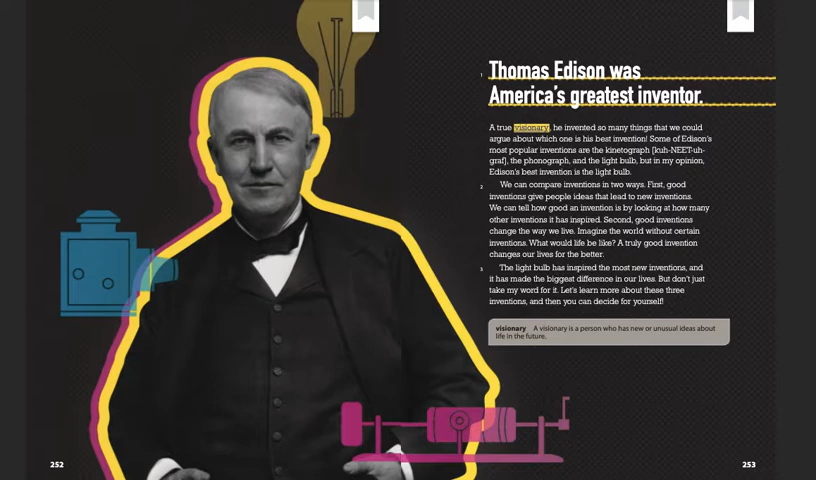 1
Thomas Edison was
America's greatest inventor.
A true visionary, he invented so many things that we could
argue about which one is his best invention! Some of Edison's
most popular inventions are the kinetograph [kuh-NEET-uh-
graf], the phonograph, and the light bulb, but in my opinion,
Edison's best invention is the light bulb.
2 We can compare inventions in two ways. First, good
inventions give people ideas that lead to new inventions.
We can tell how good an invention is by looking at how many
other inventions it has inspired. Second, good inventions
change the way we live. Imagine the world without certain
inventions. What would life be like? A truly good invention
changes our lives for the better.
3 The light bulb has inspired the most new inventions, and
it has made the biggest difference in our lives. But don't just
take my word for it. Let's learn more about these three
inventions, and then you can decide for yourself!
visionary A visionary is a person who has new or unusual ideas about
life in the future.
252
253